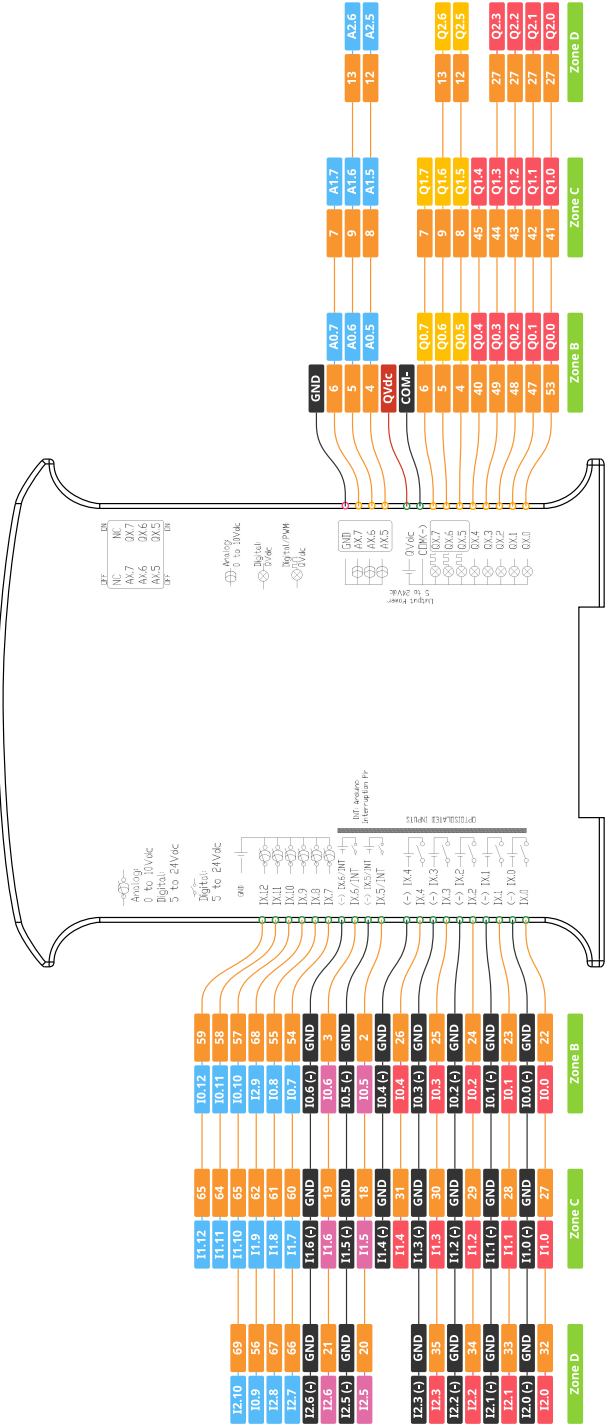 A2.6 A2.5 Q2.6 Q2.5 Q2.3 Q2.2 Q2.1 Q2.0
13 12 13 12 27 27 27 27
Zone D
A1.7 A1.6 A1.5 Q1.7 Q1.6 Q1.5 Q1.4 Q1.3 Q1.2 Q1.1 Q1.0
7 9 8 7 9 8 45 44 43 42 41
Zone C
A0.7 A0.6 A0.5 Q0.7 Q0.6 Q0.5 Q0.4 Q0.3 Q0.2 Q0.1 Q0.0
GND 6 5 4 QVdc COM- 6 5 4 40 49 48 47 53
Zone B
ON
NC QX.7 QX.6 QX.5
ON
OFF
NC AX.7 AX.6 AX.5
OFF
Analog:
0 to 10Vdc
Digital:
QVdc
Digital/PWM
QVdc
GND
AX.7
AX.6
AX.5
QVdc
COM(-)
QX.7
QX.6
QX.5
QX.4
QX.3
QX.2
QX.1
QX.0
5 to 24Vdc
INT: Arduino
OPTOISOLATED INPUTS
Analog:
0 to 10Vdc
Digital:
5 to 24Vdc
Digital:
5 to 24Vdc
GND
IX.12
IX.11
IX.10
IX.9
IX.8
IX.7
(-) IX.6/INT
IX.6/INT
(-) IX.5/INT
IX.5/INT
(-) IX.4
IX.4
(-) IX.3
IX.3
(-) IX.2
IX.2
(-) IX.1
IX.1
(-) IX.0
IX.0
59 58 57 68 55 54 GND 3 GND 2 GND 26 GND 25 GND 24 GND 23 GND 22
I0.12 I0.11 I0.10 I2.9 I0.8 I0.7 I0.6 (-) I0.6 I0.5 (-) I0.5 I0.4 (-) I0.4 I0.3 (-) I0.3 I0.2 (-) I0.2 I0.1 (-) I0.1 I0.0 (-) I0.0
Zone B
65 64 65 62 61 60 GND 19 GND 18 GND 31 GND 30 GND 29 GND 28 GND 27
I1.12 I1.11 I1.10 I1.9 I1.8 I1.7 I1.6 (-) I1.6 I1.5 (-) I1.5 I1.4 (-) I1.4 I1.3 (-) I1.3 I1.2 (-) I1.2 I1.1 (-) I1.1 I1.0 (-) I1.0
Zone C
69 56 67 66 GND 21 GND 20 GND 35 GND 34 GND 33 GND 32
I2.10 I0.9 I2.8 I2.7 I2.6 (-) I2.6 I2.5 (-) I2.5 I2.3 (-) I2.3 I2.2 (-) I2.2 I2.1 (-) I2.1 I2.0 (-) I2.0
Zone D